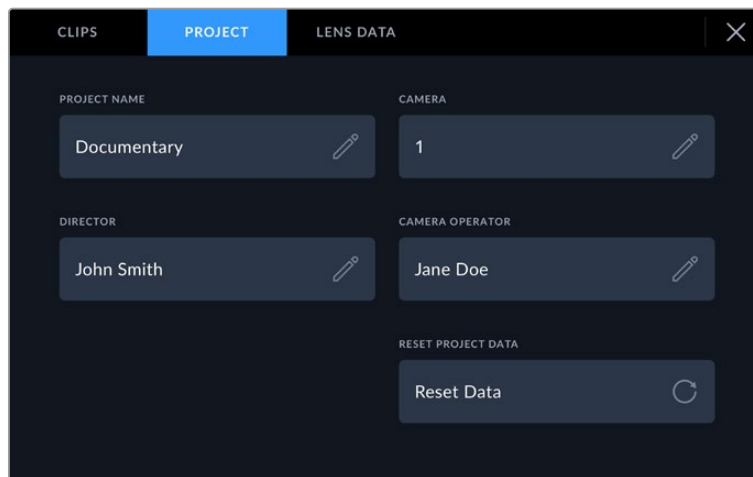 CLIPS PROJECT LENS DATA
PROJECT NAME CAMERA
Documentary 1
DIRECTOR CAMERA OPERATOR
John Smith Jane Doe
RESET PROJECT DATA
Reset Data